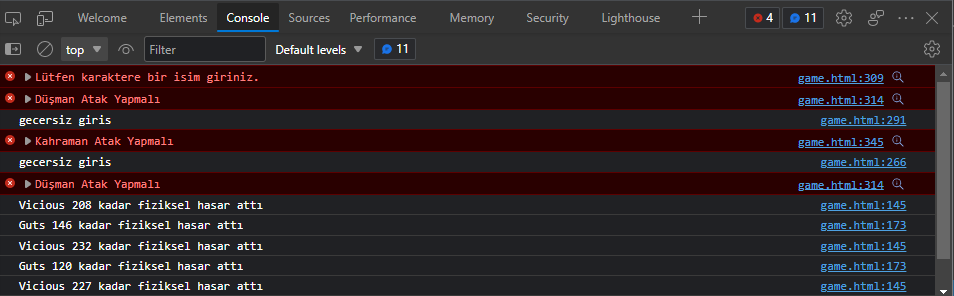 Welcome Elements Console Sources Performance Memory Security Lighthouse 4 11
top Filter Default levels 11
Lütfen karaktere bir isim giriniz. game.html:309
Düşman Atak Yapmalı game.html:314
gecersiz giris game.html:291
Kahraman Atak Yapmalı game.html:345
gecersiz giris game.html:266
Düşman Atak Yapmalı game.html:314
Vicious 208 kadar fiziksel hasar attı game.html:145
Guts 146 kadar fiziksel hasar attı game.html:173
Vicious 232 kadar fiziksel hasar attı game.html:145
Guts 120 kadar fiziksel hasar attı game.html:173
Vicious 227 kadar fiziksel hasar attı game.html:145